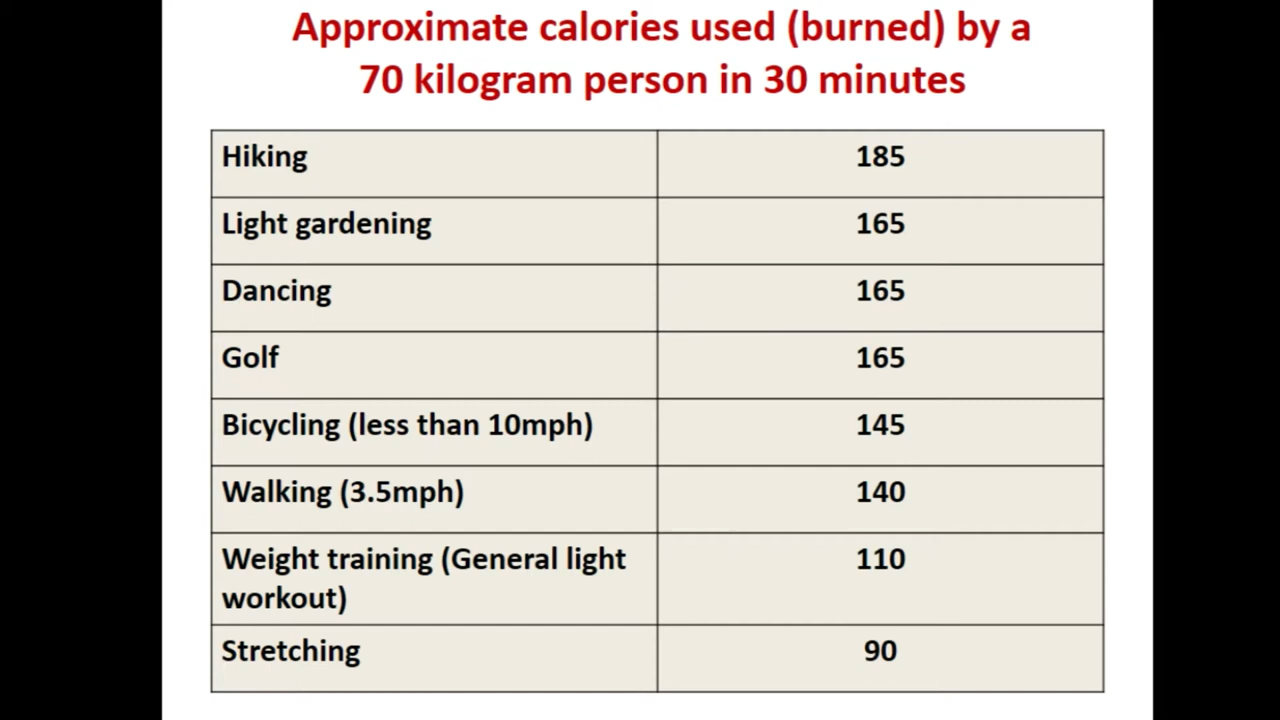 Approximate calories used (burned) by a
70 kilogram person in 30 minutes
Hiking 185
Light gardening 165
Dancing 165
Golf 165
Bicycling (less than 10mph) 145
Walking (3.5mph) 140
Weight training (General light 110
workout)
Stretching 90